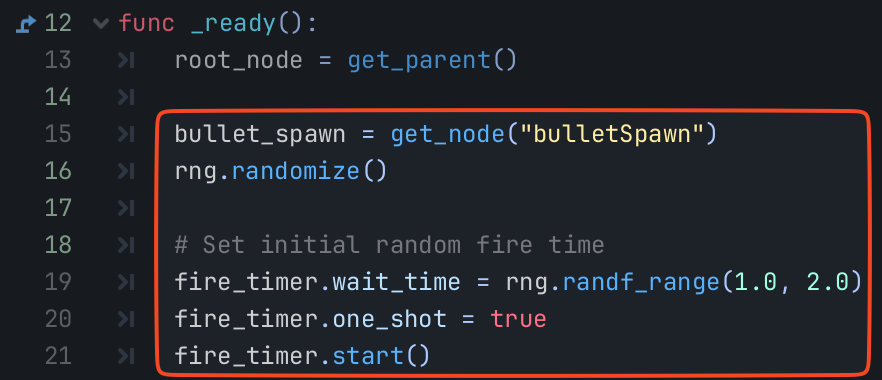 12 func _ready():
13 root_node = get_parent()
14
15 bullet_spawn = get_node("bulletSpawn")
16 rng.randomize()
17
18 # Set initial random fire time
19 fire_timer.wait_time = rng.randf_range(1.0, 2.0)
20 fire_timer.one_shot = true
21 fire_timer.start()